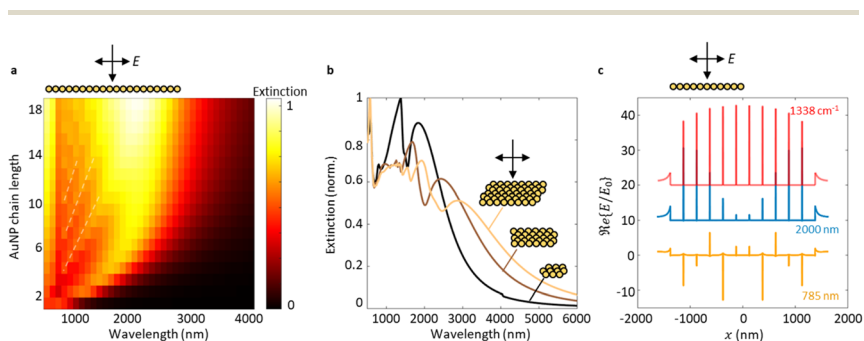 E
E
a
b
c
Extinction
1
0
18
14
10
6
2
AuNP chain length
1000
2000
3000
4000
Wavelength (nm)
1
0.8
0.6
0.4
0.2
0
Extinction (norm.)
1000 2000 3000 4000 5000 6000
Wavelength (nm)
40
30
20
10
0
-10
ℜe{E/E₀}
1338 cm⁻¹
2000 nm
785 nm
-2000 -1000 0 1000 2000
x (nm)